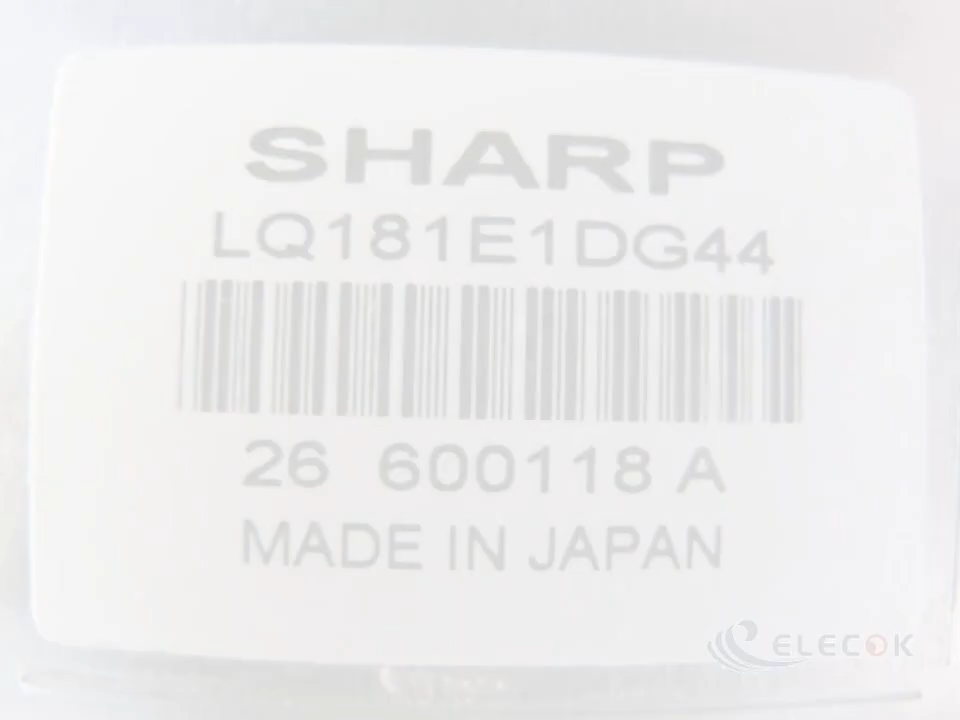 SHARP
LQ181E1DG44
26 600118 A
MADE IN JAPAN
ELECOK